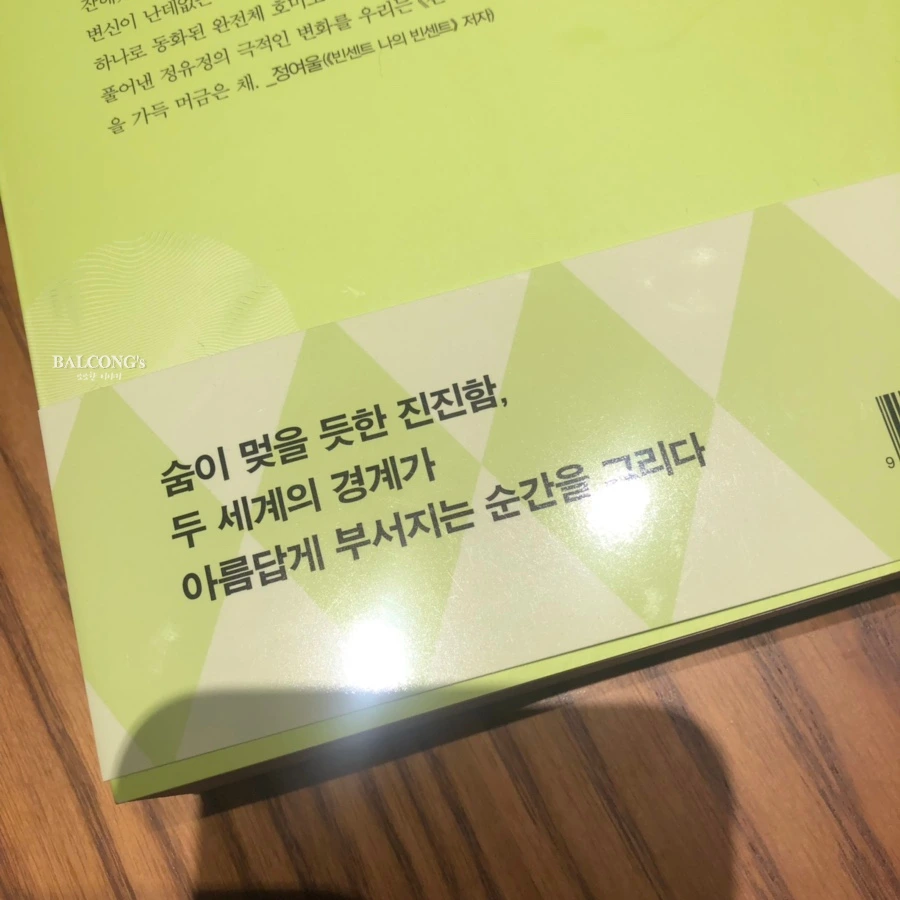 변신이 난데없는
하나로 동화된 완전체 호미
풀어낸 정유정의 극적인 변화를 우리는
을 가득 머금은 채. _정여울(《빈센트 나의 빈센트》 저자)
BALCONG's
숨이 멎을 듯한 진진함,
두 세계의 경계가
아름답게 부서지는 순간을 그리다
9